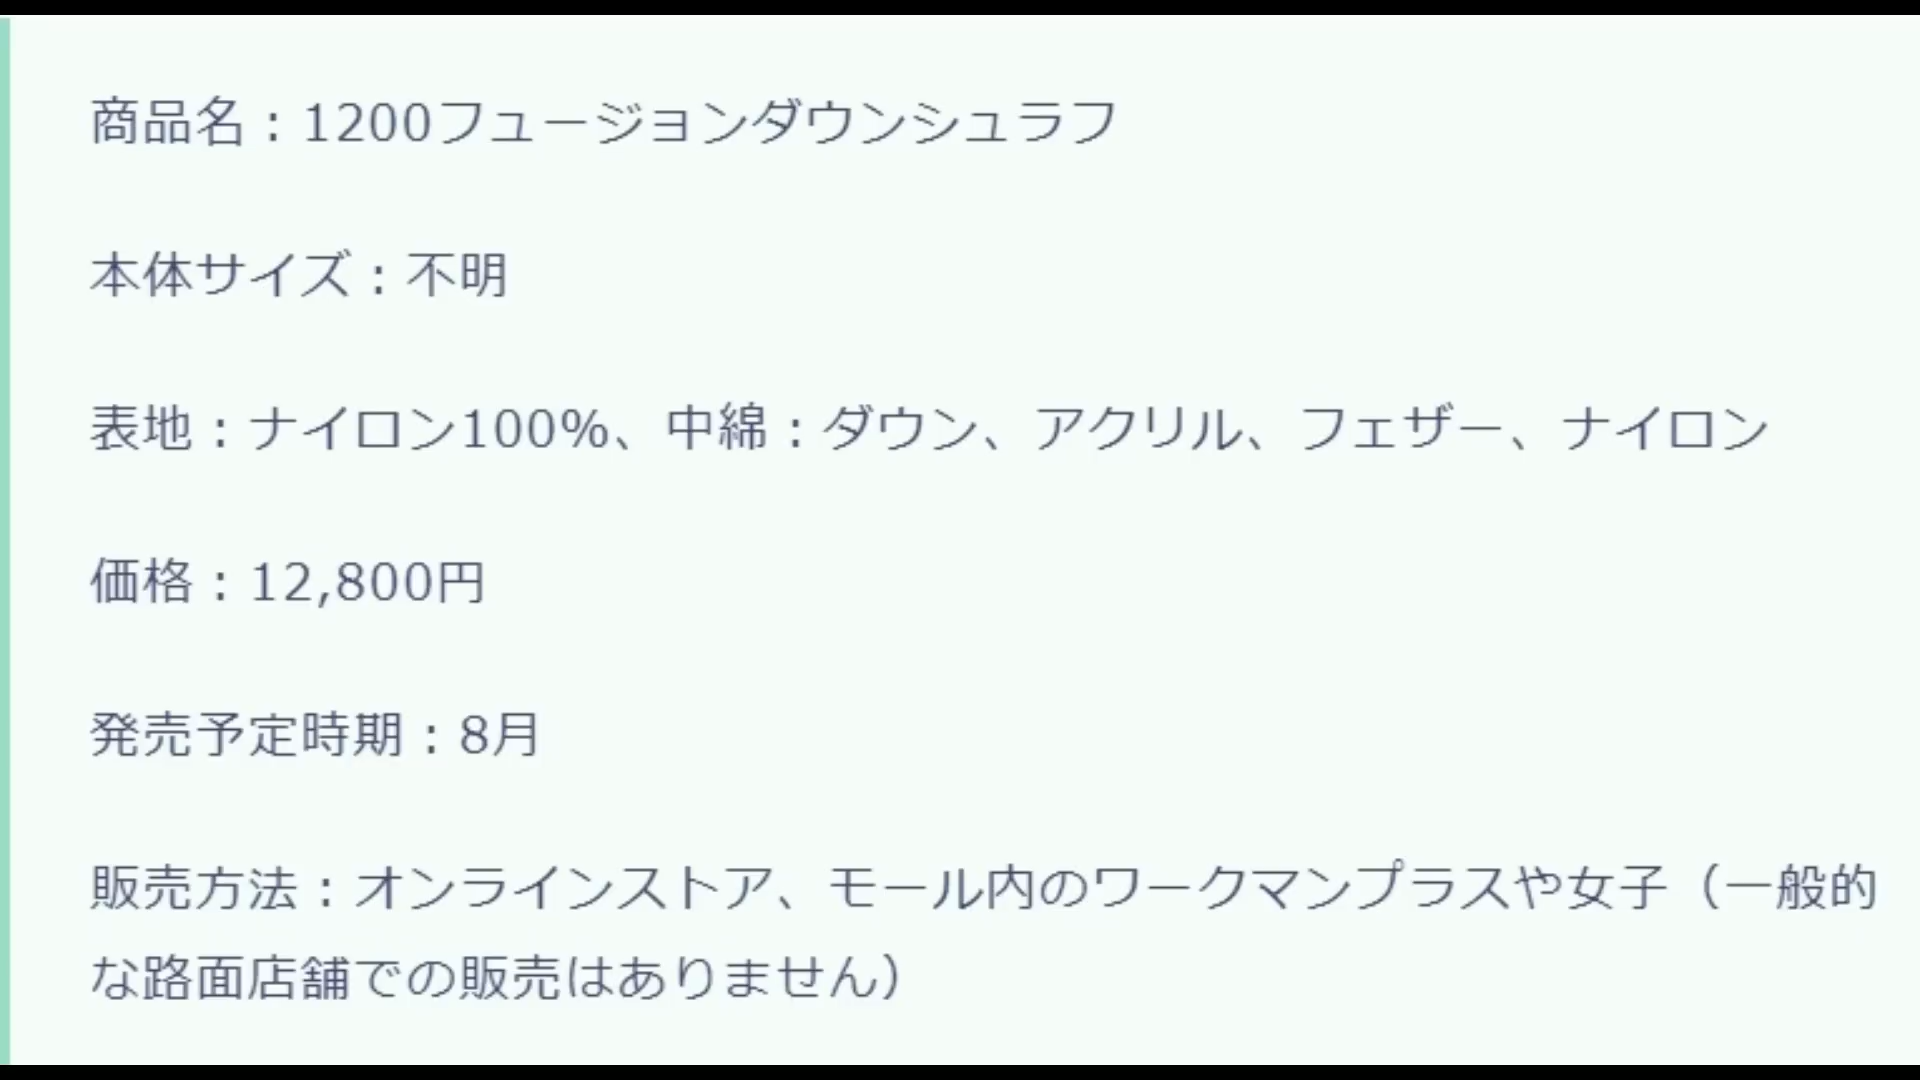 商品名：1200フュージョンダウンシュラフ
本体サイズ：不明
表地：ナイロン100%、中綿：ダウン、アクリル、フェザー、ナイロン
価格：12,800円
発売予定時期：8月
販売方法：オンラインストア、モール内のワークマンプラスや女子（一般的
な路面店舗での販売はありません）